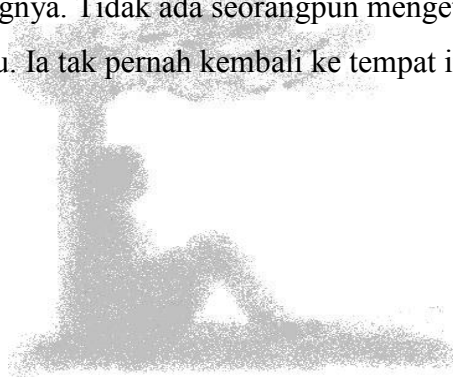 gnya. Tidak ada seorangpun menge
u. Ia tak pernah kembali ke tempat i